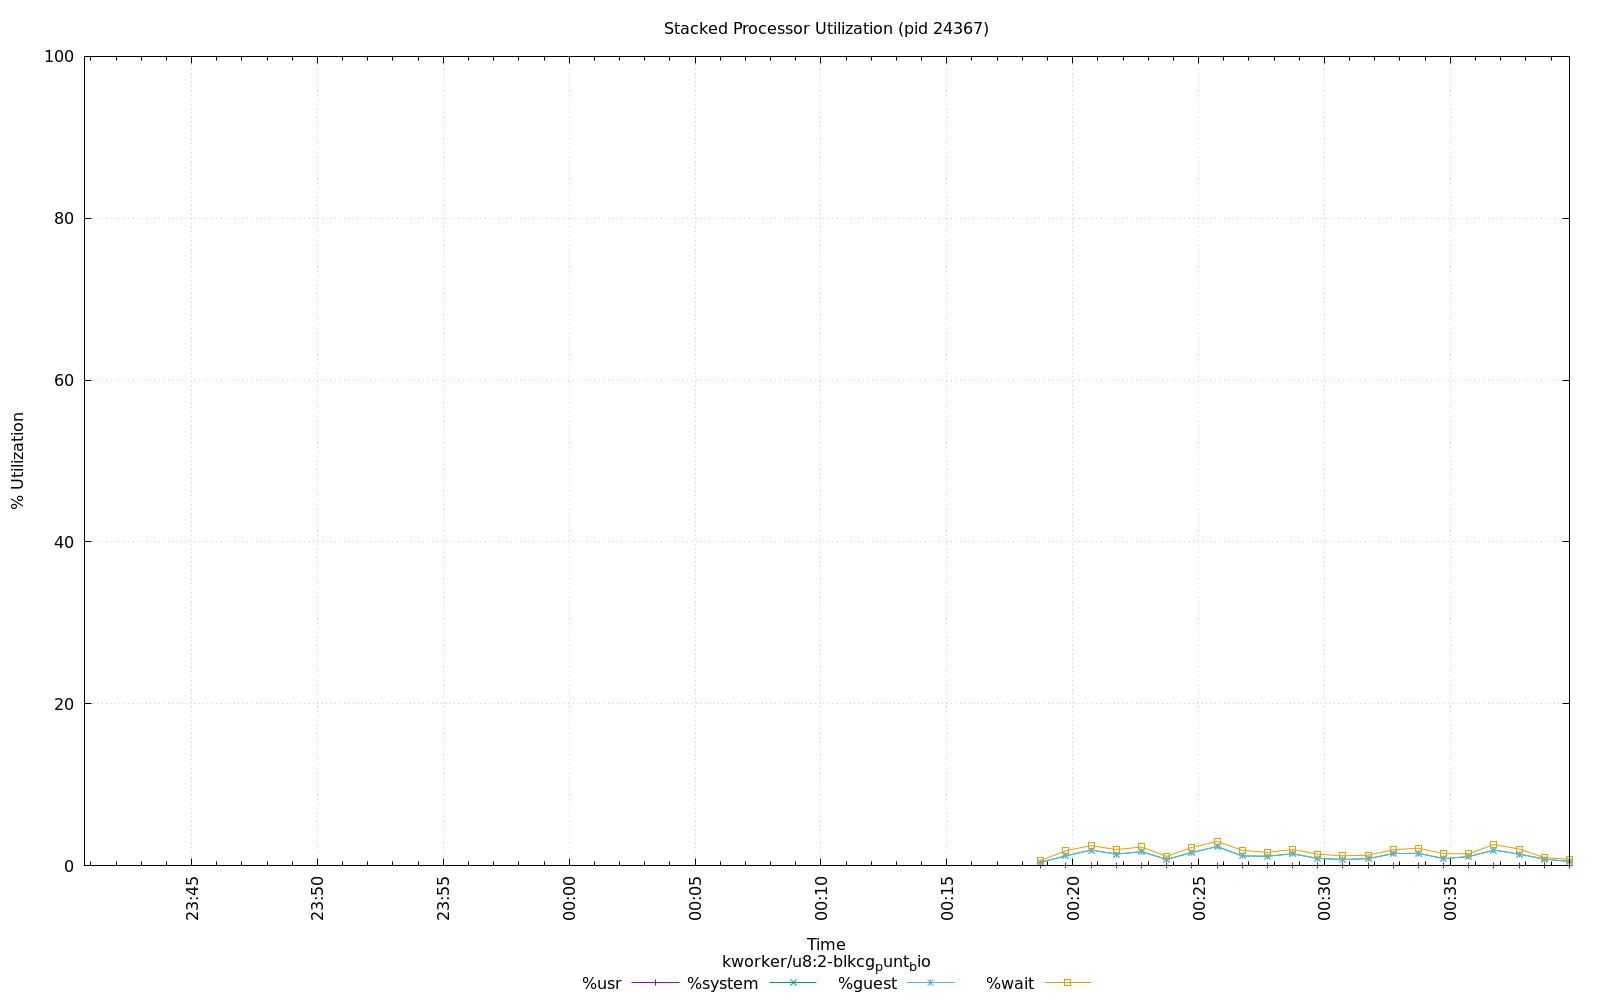 Stacked Processor Utilization (pid 24367)
100
80
60
40
20
0
% Utilization
23:45 23:50 23:55 00:00 00:05 00:10 00:15 00:20 00:25 00:30 00:35
Time
kworker/u8:2-blkcgpuntbio
%usr %system %guest %wait